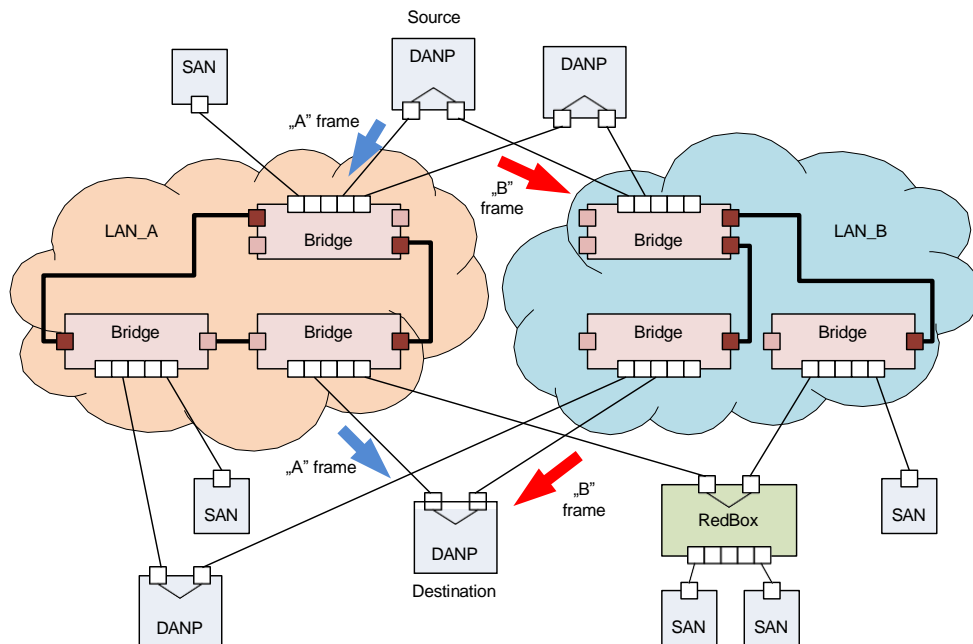 Source
SAN
DANP
DANP
„A” frame
„B”
frame
LAN_A
Bridge
Bridge
LAN_B
Bridge
Bridge
Bridge
Bridge
„A” frame
„B”
frame
SAN
DANP
RedBox
SAN
Destination
DANP
SAN
SAN